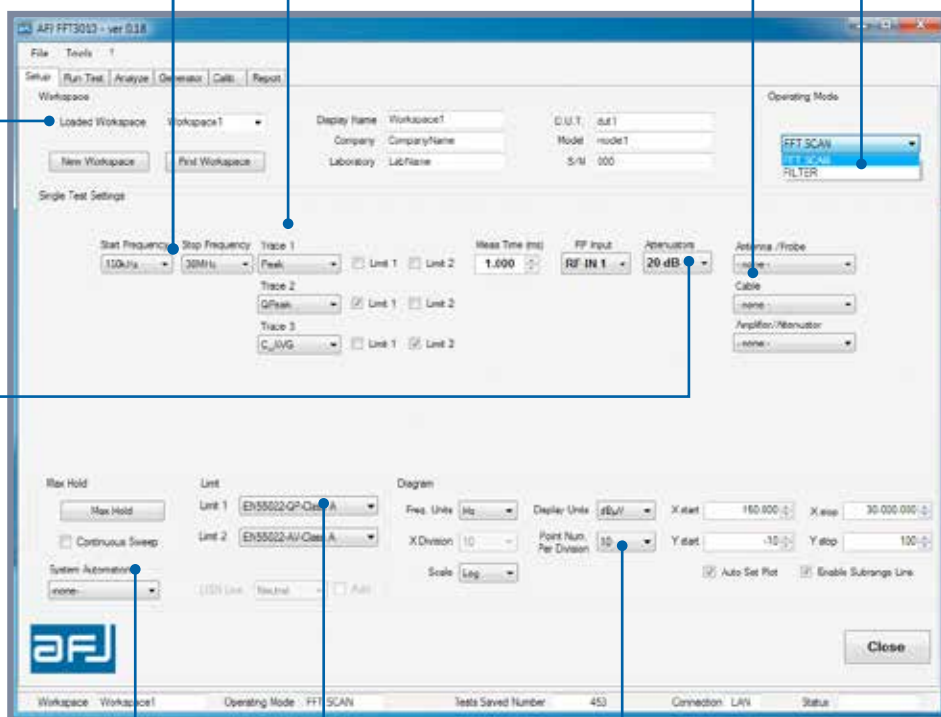 AFJ FFT3010 - ver 0.18
File Tools ?
Setup Run Test Analyze Generator Calib. Report
Workspace
Operating Mode
Loaded Workspace Workspace1
Display Name Workspace1
D.U.T. dut1
Company CompanyName
Model model1
FFT SCAN
New Workspace Print Workspace
Laboratory LabName
S/N 000
FFT SCAN
FILTER
Single Test Settings
Start Frequency Stop Frequency Trace 1 Meas Time (ms) RF Input Attenuators Antenna /Probe
150kHz 30MHz Peak Limit 1 Limit 2 1.000 RF IN 1 20 dB - none -
Trace 2 Cable
QPeak Limit 1 Limit 2 - none -
Trace 3 Amplifier/Attenuator
C_AVG Limit 1 Limit 2 - none -
Max Hold Limit Diagram
Max Hold Limit 1 EN55022-QP-Class A Freq. Units Hz Display Units dBµV X start 150.000 X stop 30.000.000
Continuous Sweep Limit 2 EN55022-AV-Class A X Division 10 Point Num. Per Division 10 Y start -10 Y stop 100
System Automation Scale Log Auto Set Plot Enable Subrange Line
-none- LISN Line Neutral
afj
Close
Workspace Workspace1 Operating Mode FFT SCAN Tests Saved Number 453 Connection LAN Status